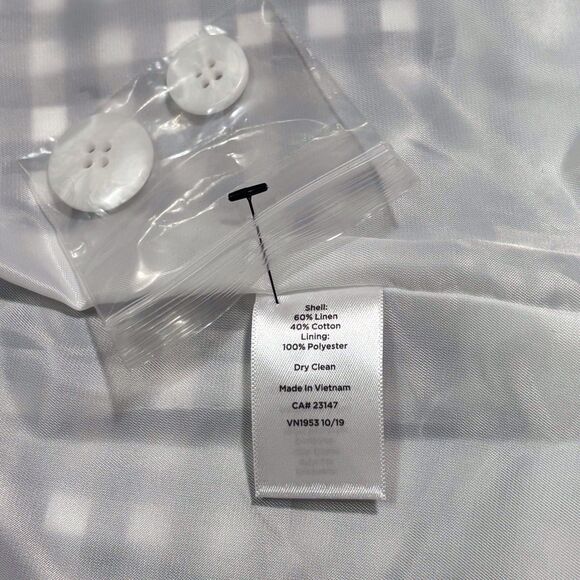 Shell:
60% Linen
40% Cotton
Lining:
100% Polyester
Dry Clean
Made in Vietnam
CA# 23147
VN1953 10/19